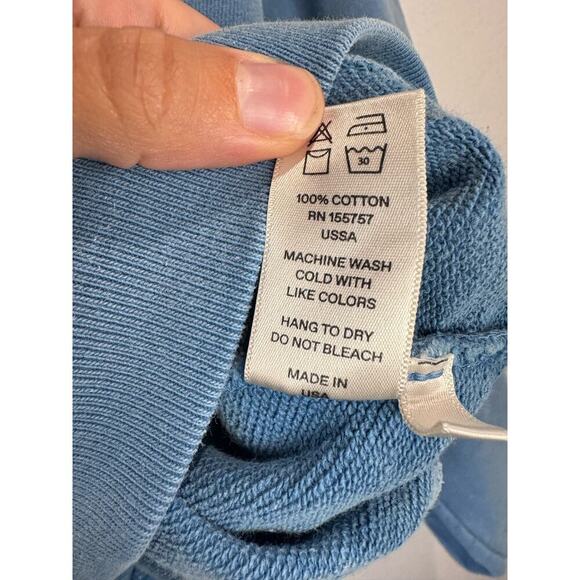 30
100% COTTON
RN 155757
USSA
MACHINE WASH
COLD WITH
LIKE COLORS
HANG TO DRY
DO NOT BLEACH
MADE IN
USA